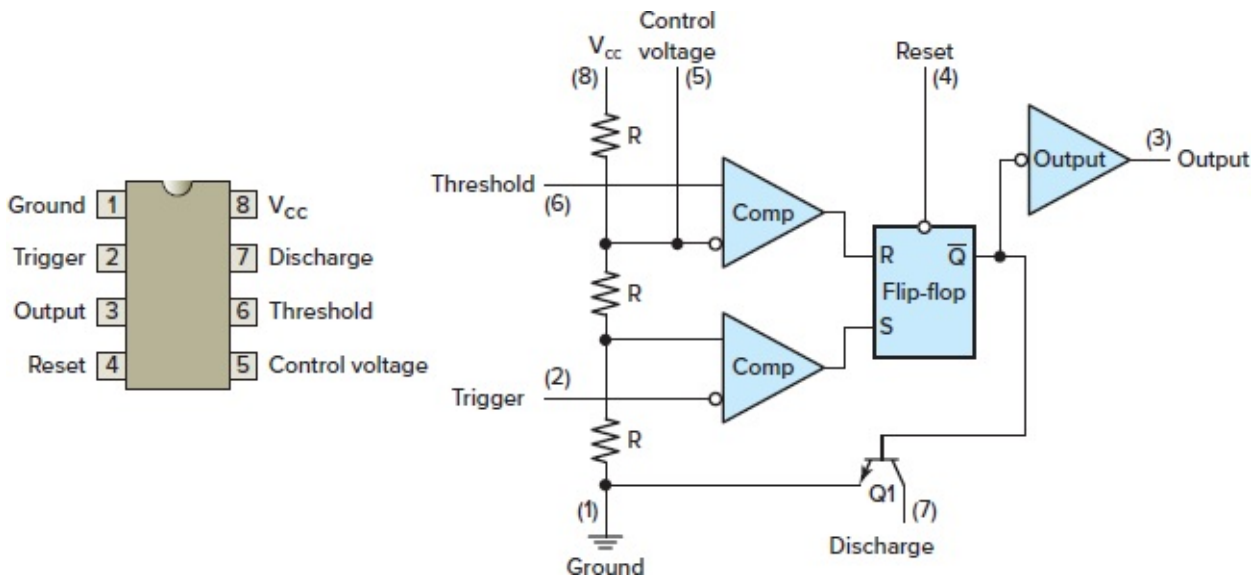 Ground 1
Trigger 2
Output 3
Reset 4
8 Vcc
7 Discharge
6 Threshold
5 Control voltage
Control
Vcc voltage
(8)
(5)
Reset
(4)
R
Threshold
(6)
Comp
Output
(3)
Output
R
R
Q̅
Flip-flop
S
Comp
(2)
Trigger
R
Q1
(1)
(7)
Ground
Discharge